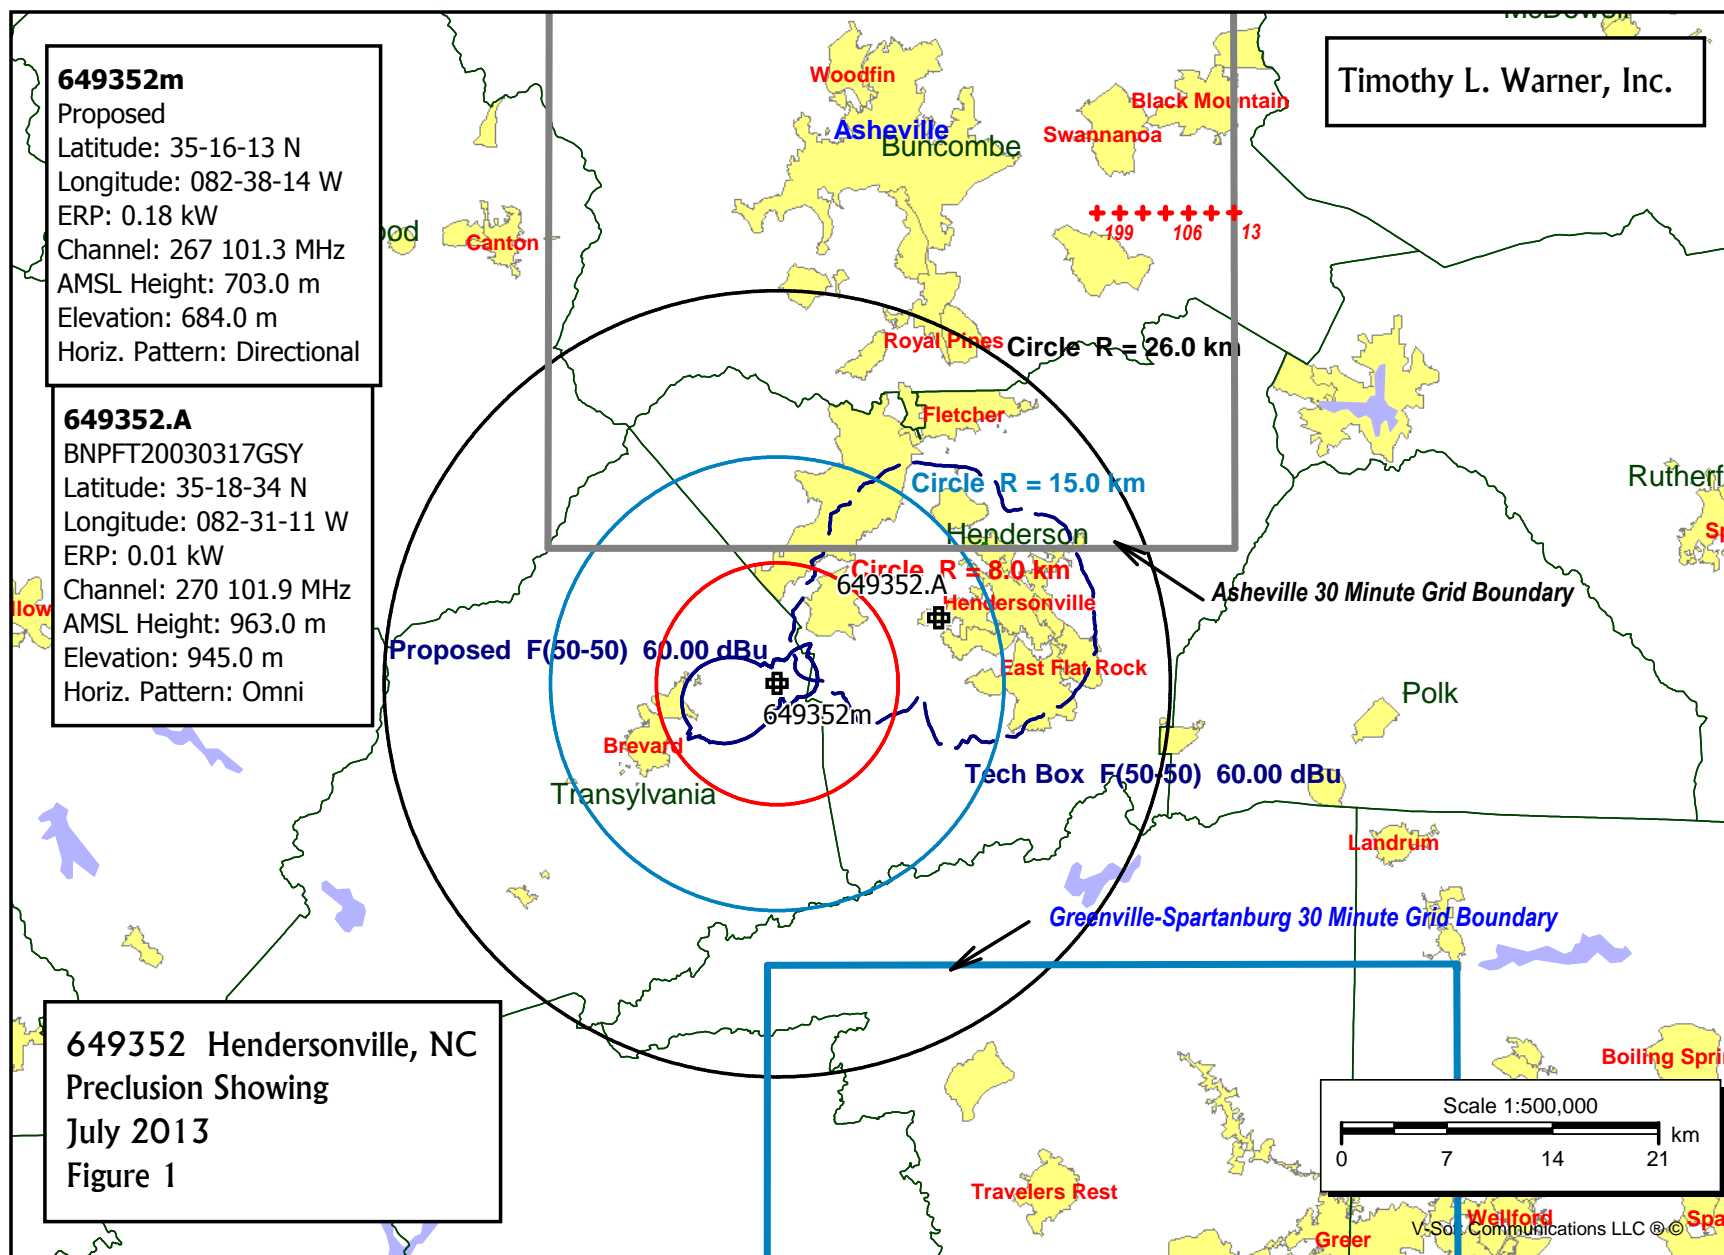 649352m
Proposed
Latitude: 35-16-13 N
Longitude: 082-38-14 W
ERP: 0.18 kW
Channel: 267 101.3 MHz
AMSL Height: 703.0 m
Elevation: 684.0 m
Horiz. Pattern: Directional
649352.A
BNPFT20030317GSY
Latitude: 35-18-34 N
Longitude: 082-31-11 W
ERP: 0.01 kW
Channel: 270 101.9 MHz
AMSL Height: 963.0 m
Elevation: 945.0 m
Horiz. Pattern: Omni
Timothy L. Warner, Inc.
Woodfin
Asheville
Buncombe
Black Mountain
Swannanoa
199 106 13
Canton
Royal Pines
Circle R = 26.0 km
Fletcher
Circle R = 15.0 km
Henderson
Circle R = 8.0 km
649352.A
Hendersonville
Asheville 30 Minute Grid Boundary
Proposed F(50-50) 60.00 dBu
East Flat Rock
649352m
Polk
Brevard
Transylvania
Tech Box F(50-50) 60.00 dBu
Landrum
Greenville-Spartanburg 30 Minute Grid Boundary
649352 Hendersonville, NC
Preclusion Showing
July 2013
Figure 1
Travelers Rest
Scale 1:500,000
km
0 7 14 21
Wellford
Greer